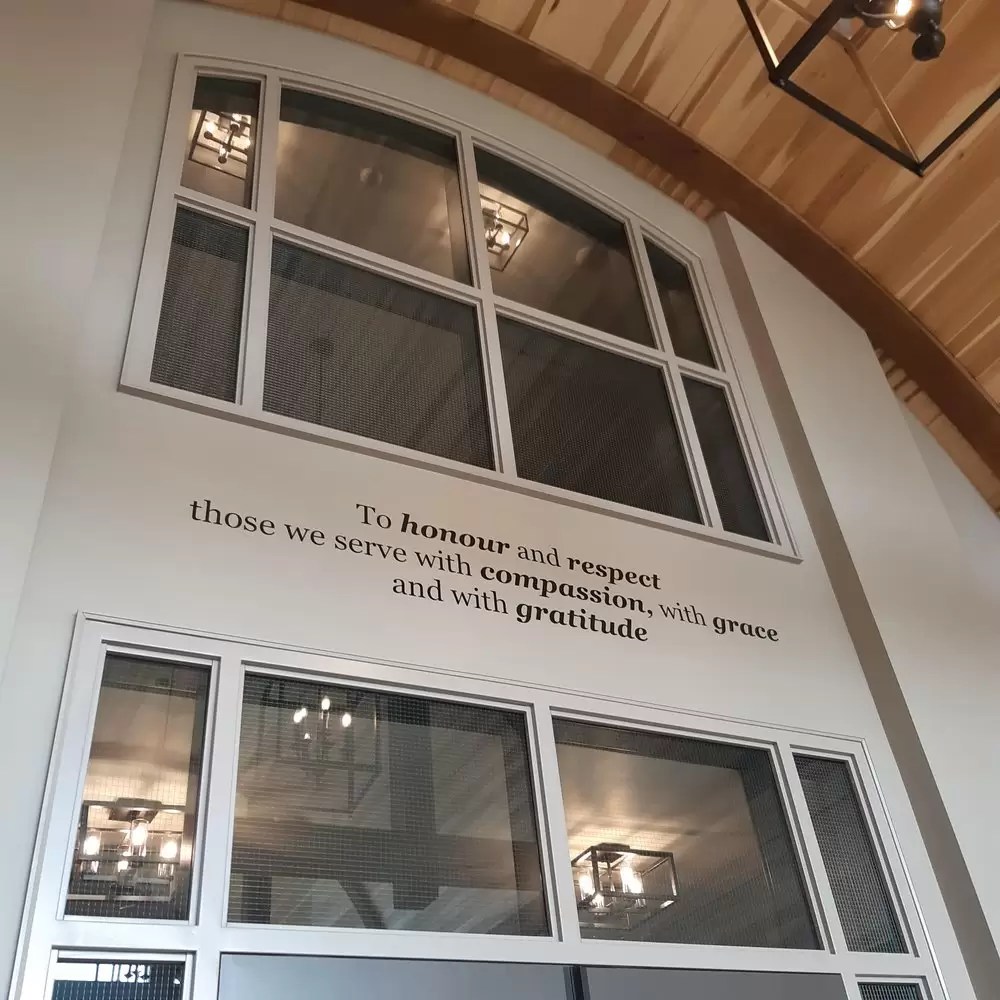 To honour and respect
those we serve with compassion, with grace
and with gratitude